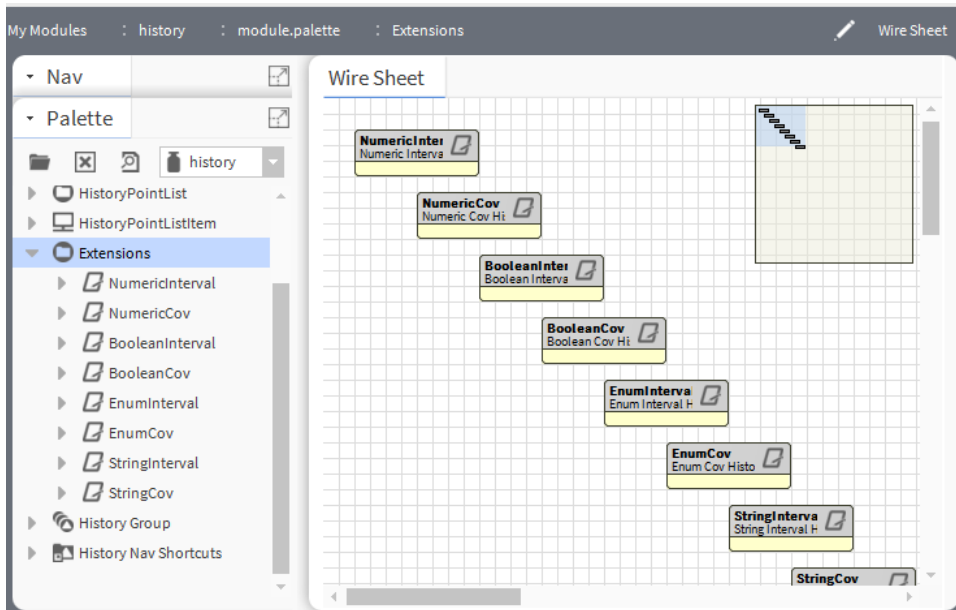 My Modules : history : module.palette : Extensions Wire Sheet
Nav
Palette
history
HistoryPointList
HistoryPointListItem
Extensions
NumericInterval
NumericCov
BooleanInterval
BooleanCov
EnumInterval
EnumCov
StringInterval
StringCov
History Group
History Nav Shortcuts
Wire Sheet
NumericInter
Numeric Interva
NumericCov
Numeric Cov Hi
BooleanInter
Boolean Interva
BooleanCov
Boolean Cov Hi
EnumInterva
Enum Interval H
EnumCov
Enum Cov Histo
StringInterva
String Interval H
StringCov